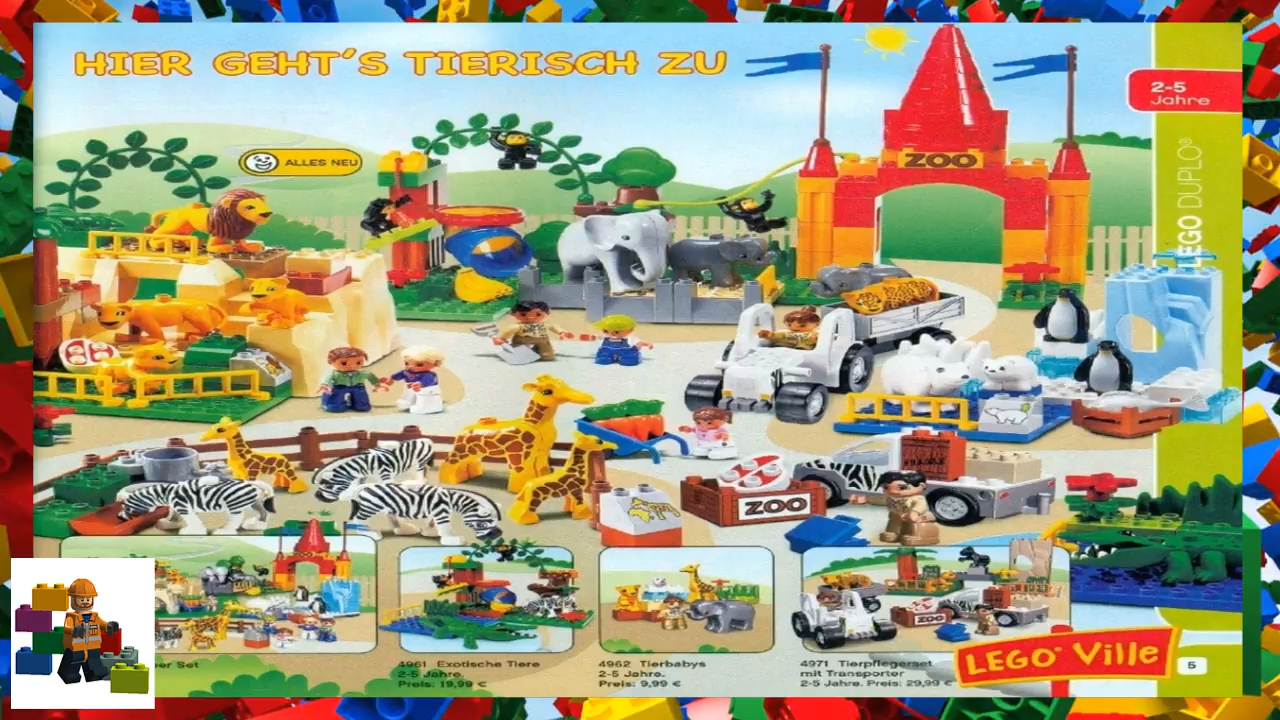 HIER GEHT'S TIERISCH ZU
2-5
Jahre
ALLES NEU
ZOO
LEGO DUPLO®
ZOO
er Set
4961 Exotische Tiere
2-5 Jahre.
Preis: 19,99 €
4962 Tierbabys
2-5 Jahre.
Preis: 9,99 €
ZOO
4971 Tierpflegerset
mit Transporter
2-5 Jahre. Preis: 29,99 €
LEGO® Ville
5